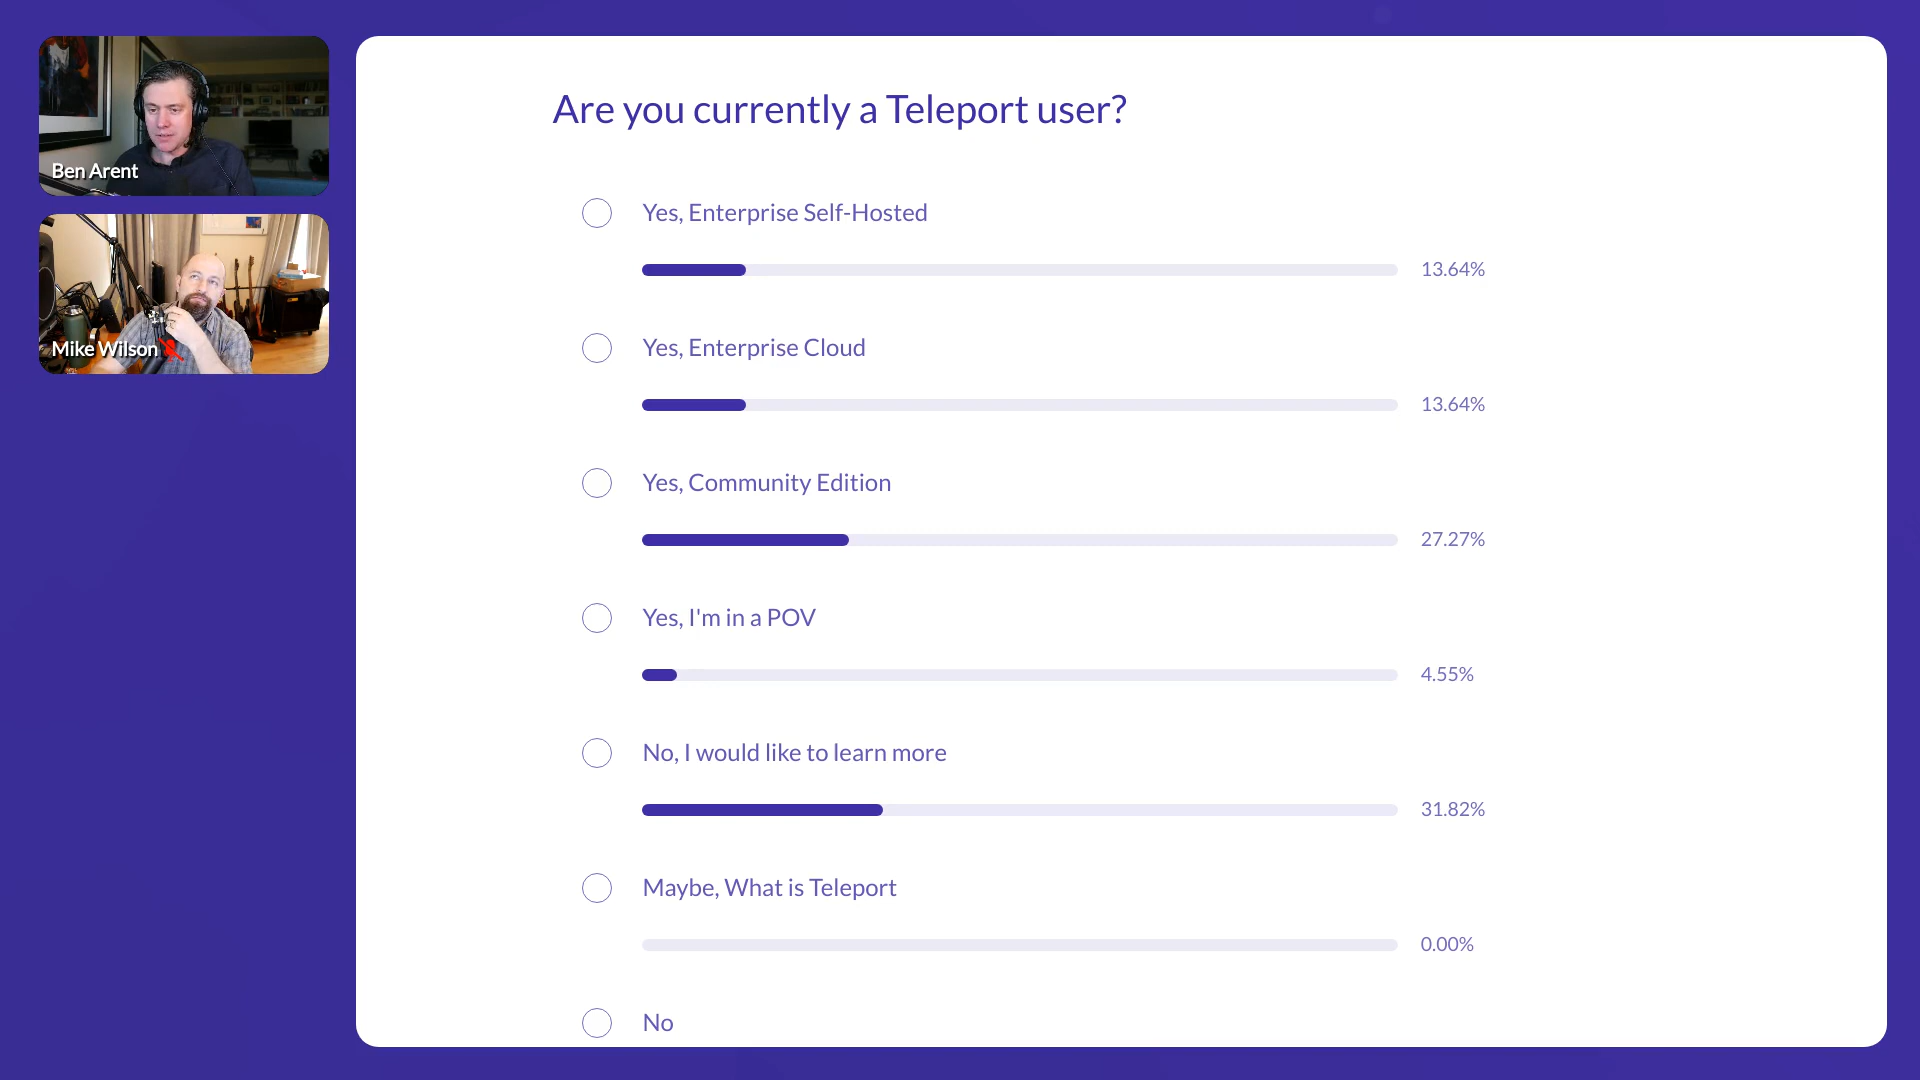 Ben Arent
Mike Wilson
Are you currently a Teleport user?
Yes, Enterprise Self-Hosted
13.64%
Yes, Enterprise Cloud
13.64%
Yes, Community Edition
27.27%
Yes, I'm in a POV
4.55%
No, I would like to learn more
31.82%
Maybe, What is Teleport
0.00%
No